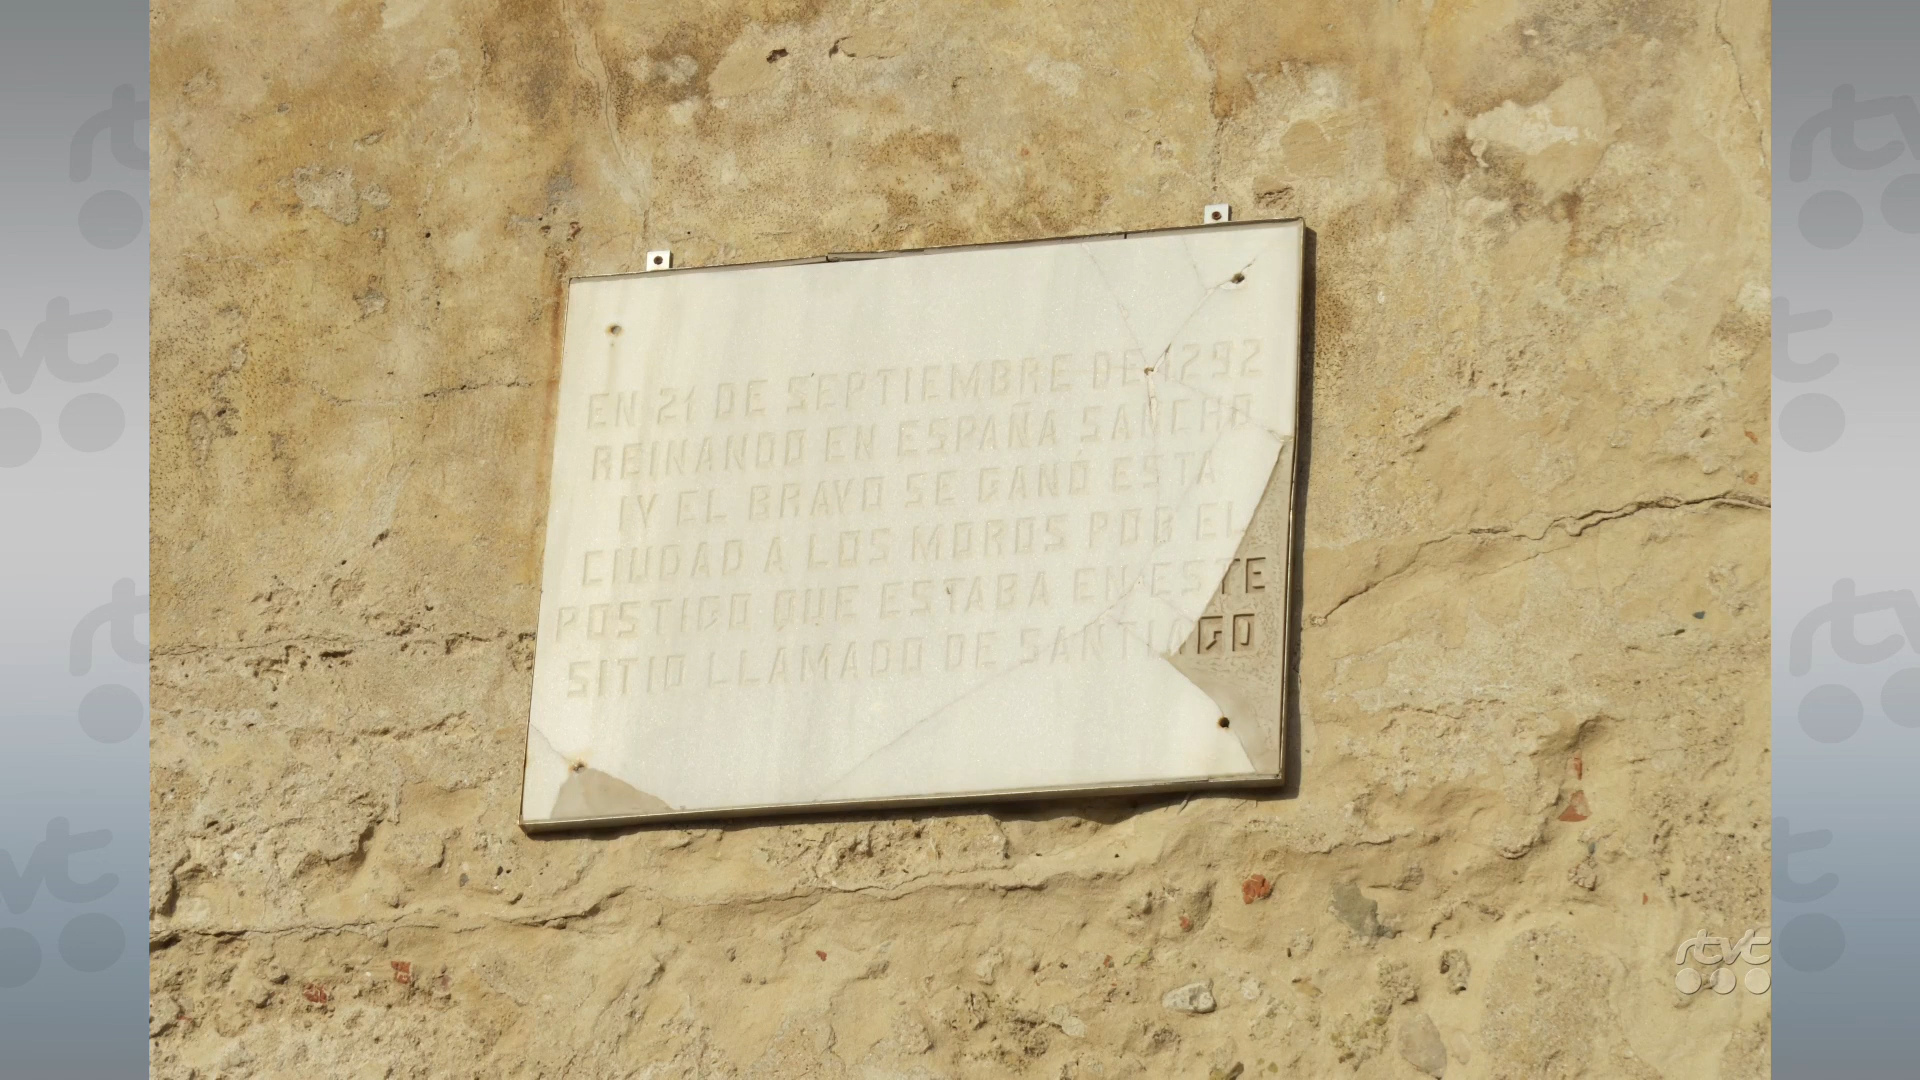 EN 21 DE SEPTIEMBRE DE 1292
REINANDO EN ESPAÑA SANCHO
IV EL BRAVO SE GANÓ ESTA
CIUDAD A LOS MOROS POR EL
POSTIGO QUE ESTABA EN ESTE
SITIO LLAMADO DE SANTIAGO
rtvt